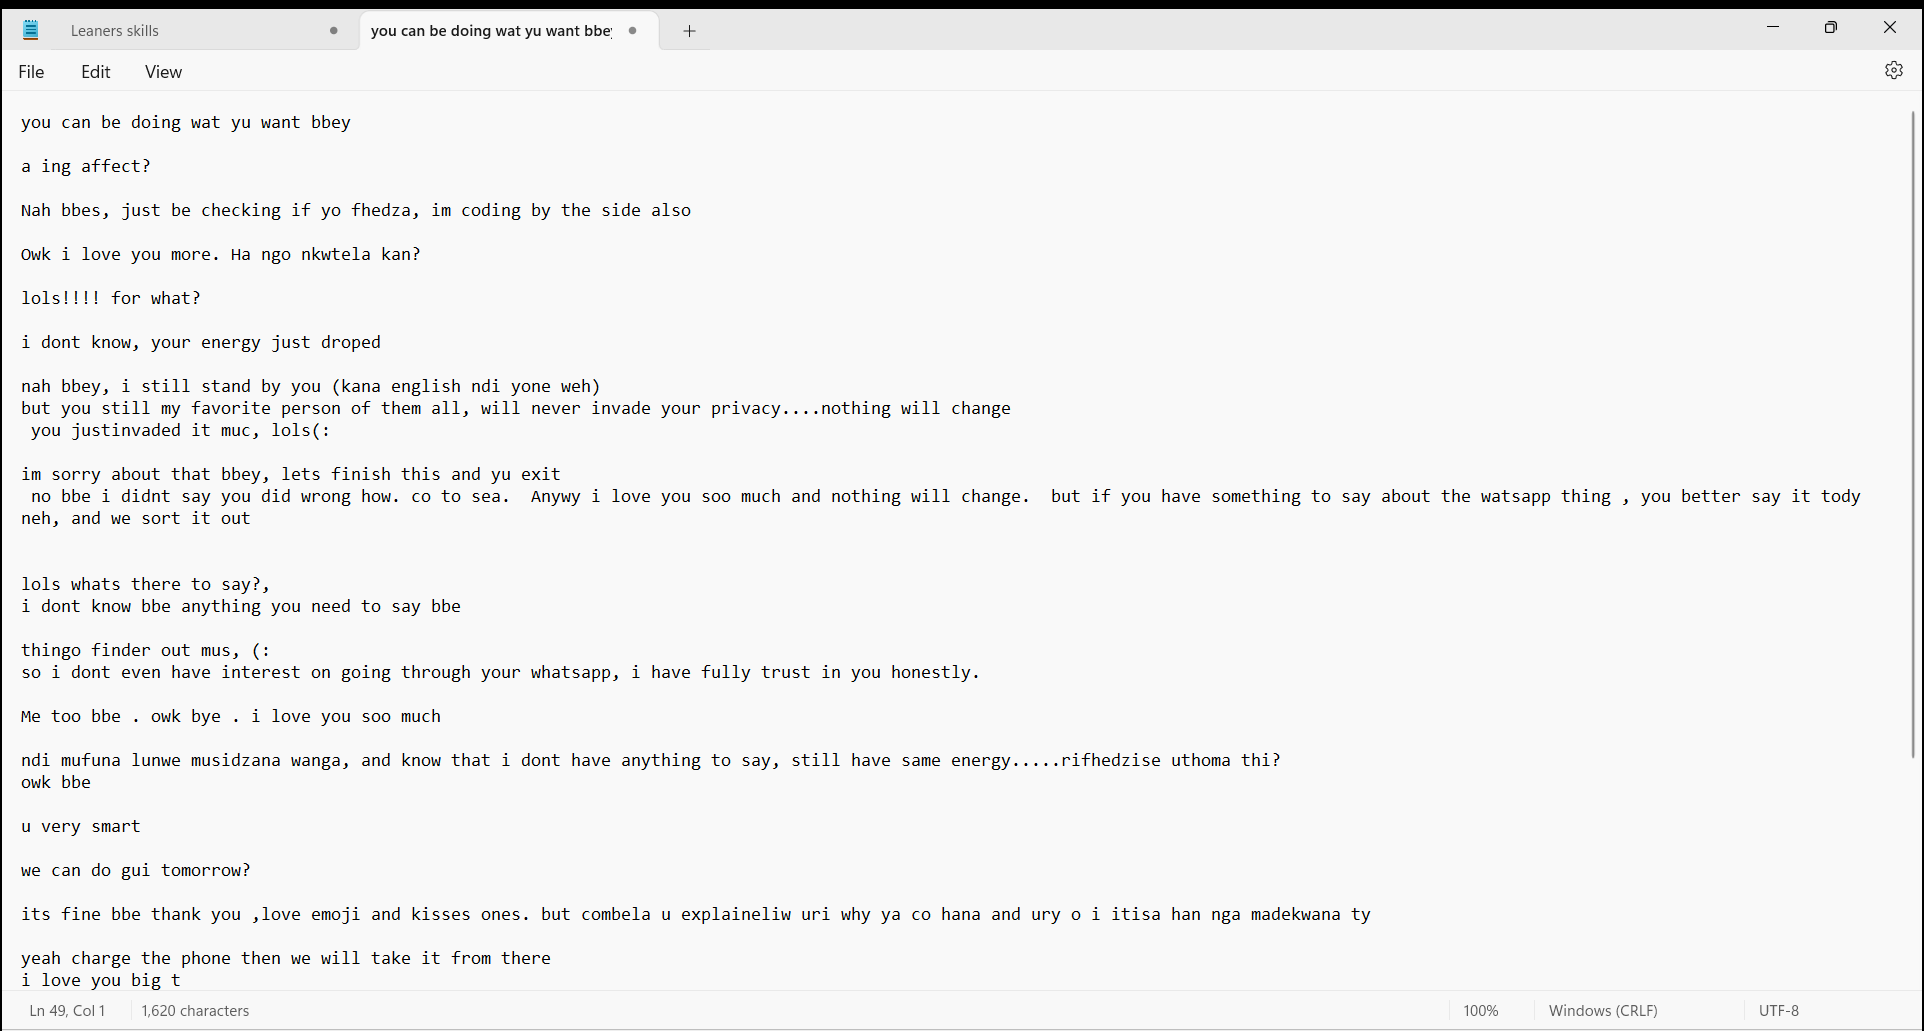 Leaners skills
you can be doing wat yu want bbey
File Edit View
you can be doing wat yu want bbey
a ing affect?
Nah bbes, just be checking if yo fhedza, im coding by the side also
Owk i love you more. Ha ngo nkwtela kan?
lols!!!! for what?
i dont know, your energy just droped
nah bbey, i still stand by you (kana english ndi yone weh)
but you still my favorite person of them all, will never invade your privacy....nothing will change
you justinvaded it muc, lols(:
im sorry about that bbey, lets finish this and yu exit
no bbe i didnt say you did wrong how. co to sea.  Anywy i love you soo much and nothing will change.  but if you have something to say about the watsapp thing , you better say it tody
neh, and we sort it out
lols whats there to say?,
i dont know bbe anything you need to say bbe
thingo finder out mus, (:
so i dont even have interest on going through your whatsapp, i have fully trust in you honestly.
Me too bbe . owk bye . i love you soo much
ndi mufuna lunwe musidzana wanga, and know that i dont have anything to say, still have same energy.....rifhedzise uthoma thi?
owk bbe
u very smart
we can do gui tomorrow?
its fine bbe thank you ,love emoji and kisses ones. but combela u explaineliw uri why ya co hana and ury o i itisa han nga madekwana ty
yeah charge the phone then we will take it from there
i love you big t
Ln 49, Col 1 1,620 characters 100% Windows (CRLF) UTF-8